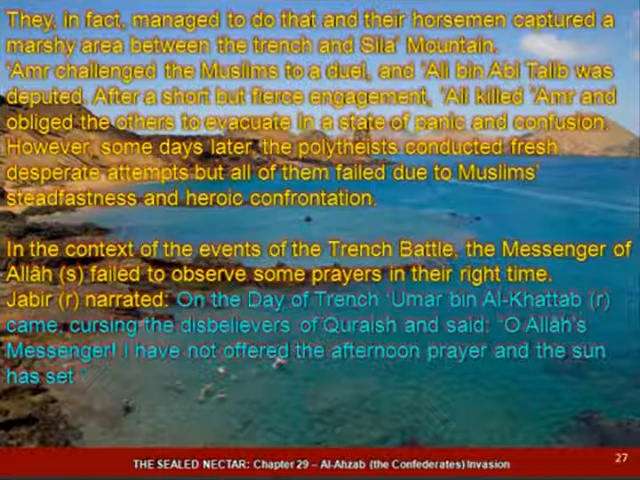 They, in fact, managed to do that and their horsemen captured a
marshy area between the trench and Sila' Mountain.
'Amr challenged the Muslims to a duel, and 'Ali bin Abi Talib was
deputed. After a short but fierce engagement, 'Ali killed 'Amr and
obliged the others to evacuate in a state of panic and confusion.
However, some days later, the polytheists conducted fresh
desperate attempts but all of them failed due to Muslims'
steadfastness and heroic confrontation.
In the context of the events of the Trench Battle, the Messenger of
Allâh (s) failed to observe some prayers in their right time.
Jabir (r) narrated: On the Day of Trench 'Umar bin Al-Khattab (r)
came, cursing the disbelievers of Quraish and said: "O Allâh's
Messenger! I have not offered the afternoon prayer and the sun
has set."
THE SEALED NECTAR: Chapter 29 – Al-Ahzab (the Confederates) Invasion
27